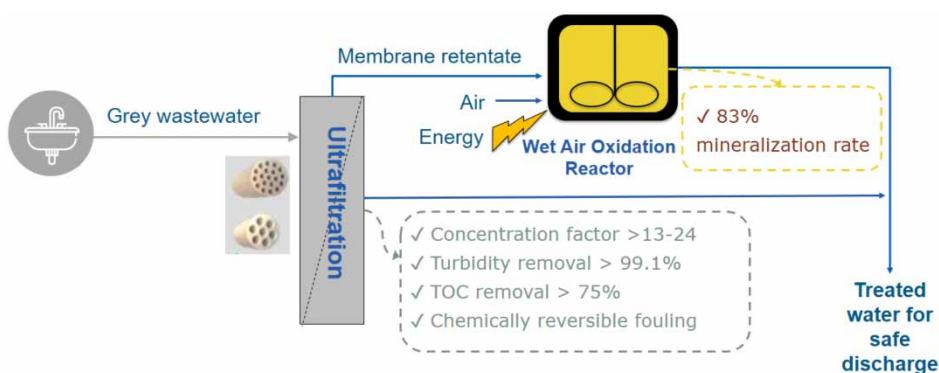 Grey wastewater
Ultrafiltration
Membrane retentate
Air
Energy
Wet Air Oxidation
Reactor
✓ 83%
mineralization rate
✓ Concentration factor >13-24
✓ Turbidity removal > 99.1%
✓ TOC removal > 75%
✓ Chemically reversible fouling
Treated
water for
safe
discharge